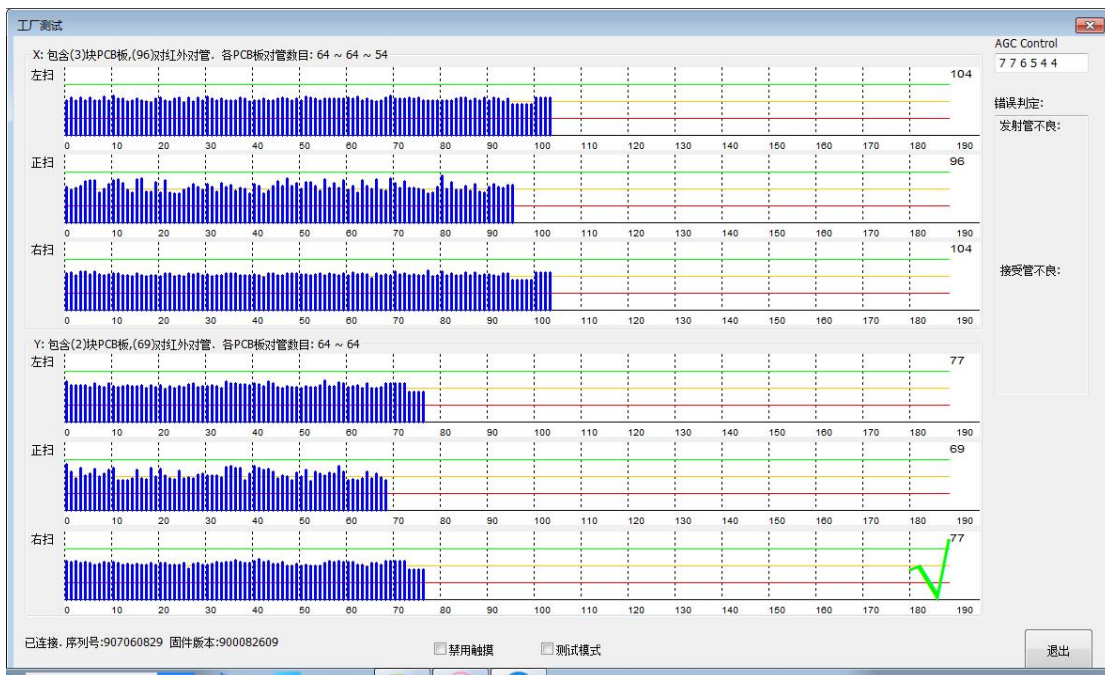 工厂测试
AGC Control
7 7 6 5 4 4
X: 包含(3)块PCB板,(96)对红外对管. 各PCB板对管数目: 64 ~ 64 ~ 54
左扫
104
0 10 20 30 40 50 60 70 80 90 100 110 120 130 140 150 160 170 180 190
正扫
96
0 10 20 30 40 50 60 70 80 90 100 110 120 130 140 150 160 170 180 190
右扫
104
0 10 20 30 40 50 60 70 80 90 100 110 120 130 140 150 160 170 180 190
错误判定:
发射管不良:
接受管不良:
Y: 包含(2)块PCB板,(69)对红外对管. 各PCB板对管数目: 64 ~ 64
左扫
77
0 10 20 30 40 50 60 70 80 90 100 110 120 130 140 150 160 170 180 190
正扫
69
0 10 20 30 40 50 60 70 80 90 100 110 120 130 140 150 160 170 180 190
右扫
77
0 10 20 30 40 50 60 70 80 90 100 110 120 130 140 150 160 170 180 190
已连接. 序列号:907060829 固件版本:900082609
禁用触摸
测试模式
退出